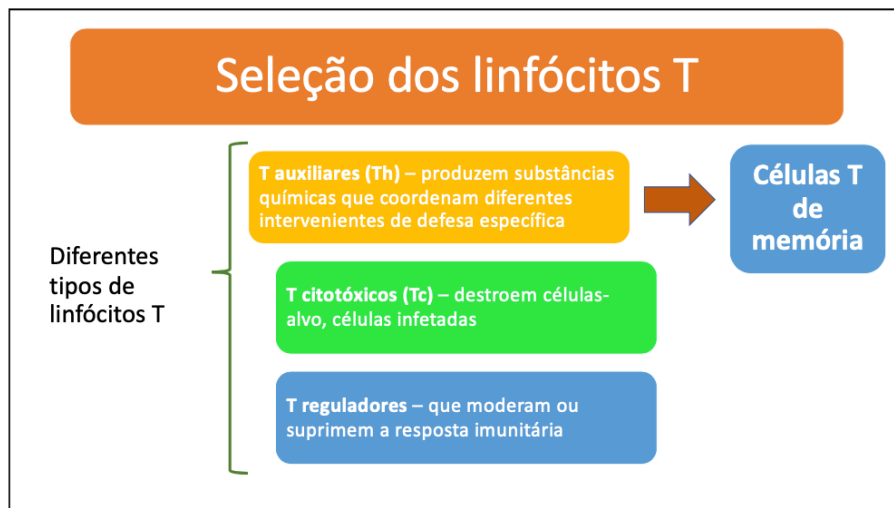 Seleção dos linfócitos T
T auxiliares (Th) – produzem substâncias
químicas que coordenam diferentes
intervenientes de defesa específica
Células T
de
memória
Diferentes
tipos de
linfócitos T
T citotóxicos (Tc) – destroem células-
alvo, células infetadas
T reguladores – que moderam ou
suprimem a resposta imunitária